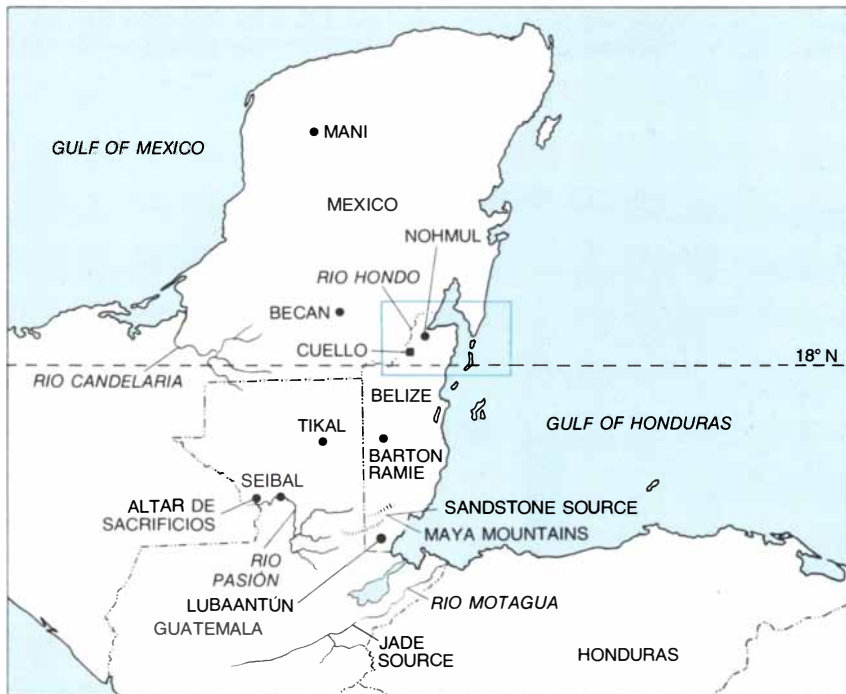 MANI
GULF OF MEXICO
MEXICO
NOHMUL
RIO HONDO
BECAN
CUELLO
18° N
RIO CANDELARIA
BELIZE
TIKAL
GULF OF HONDURAS
BARTON
RAMIE
SEIBAL
ALTAR DE
SACRIFICIOS
SANDSTONE SOURCE
MAYA MOUNTAINS
RIO
PASIÓN
LUBAANTÚN
RIO MOTAGUA
GUATEMALA
JADE
SOURCE
HONDURAS